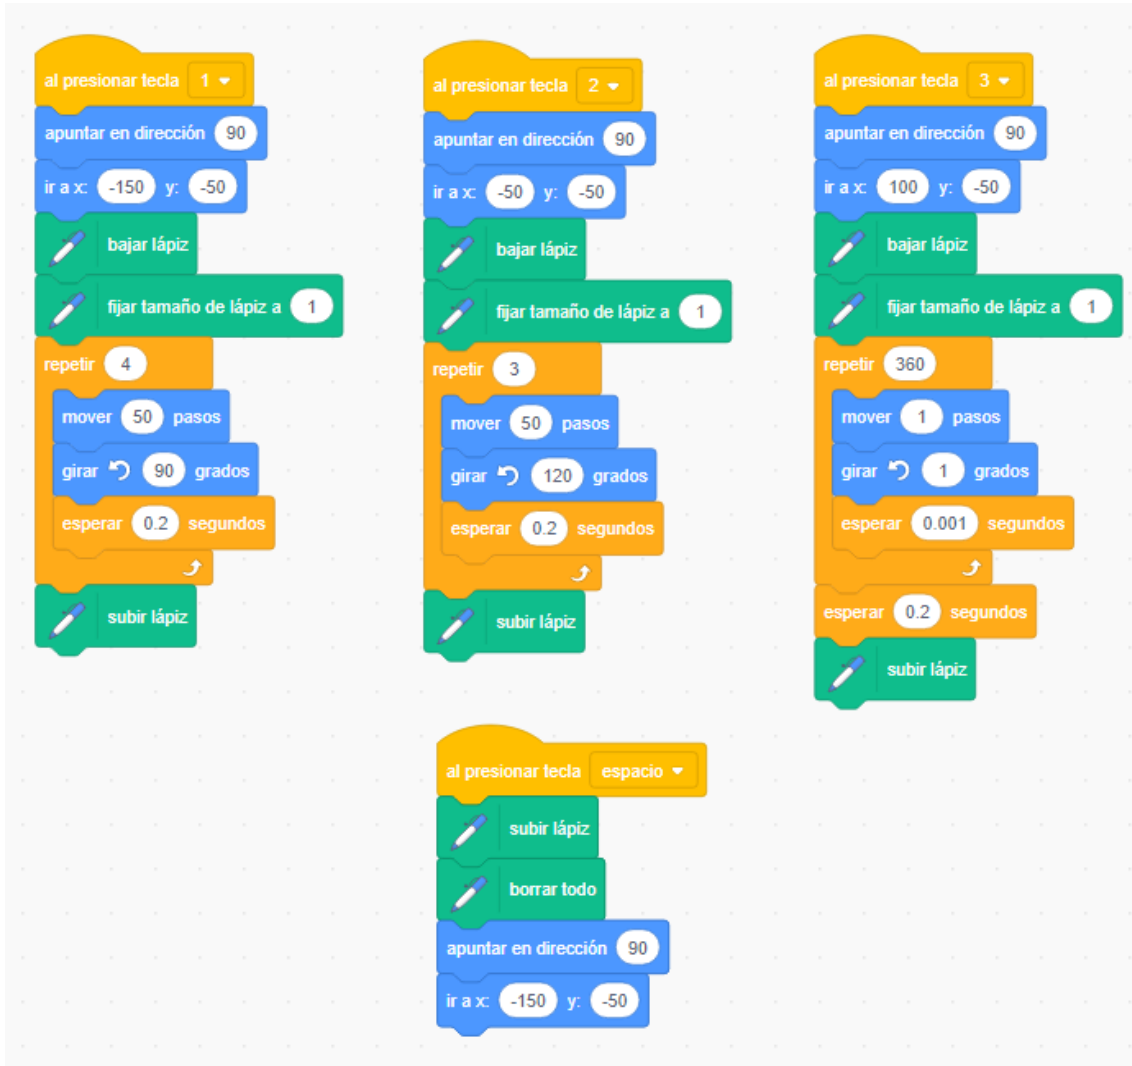 al presionar tecla 1
apuntar en dirección 90
ir a x: -150 y: -50
bajar lápiz
fijar tamaño de lápiz a 1
repetir 4
mover 50 pasos
girar 90 grados
esperar 0.2 segundos
subir lápiz
al presionar tecla 2
apuntar en dirección 90
ir a x: -50 y: -50
bajar lápiz
fijar tamaño de lápiz a 1
repetir 3
mover 50 pasos
girar 120 grados
esperar 0.2 segundos
subir lápiz
al presionar tecla 3
apuntar en dirección 90
ir a x: 100 y: -50
bajar lápiz
fijar tamaño de lápiz a 1
repetir 360
mover 1 pasos
girar 1 grados
esperar 0.001 segundos
esperar 0.2 segundos
subir lápiz
al presionar tecla espacio
subir lápiz
borrar todo
apuntar en dirección 90
ir a x: -150 y: -50